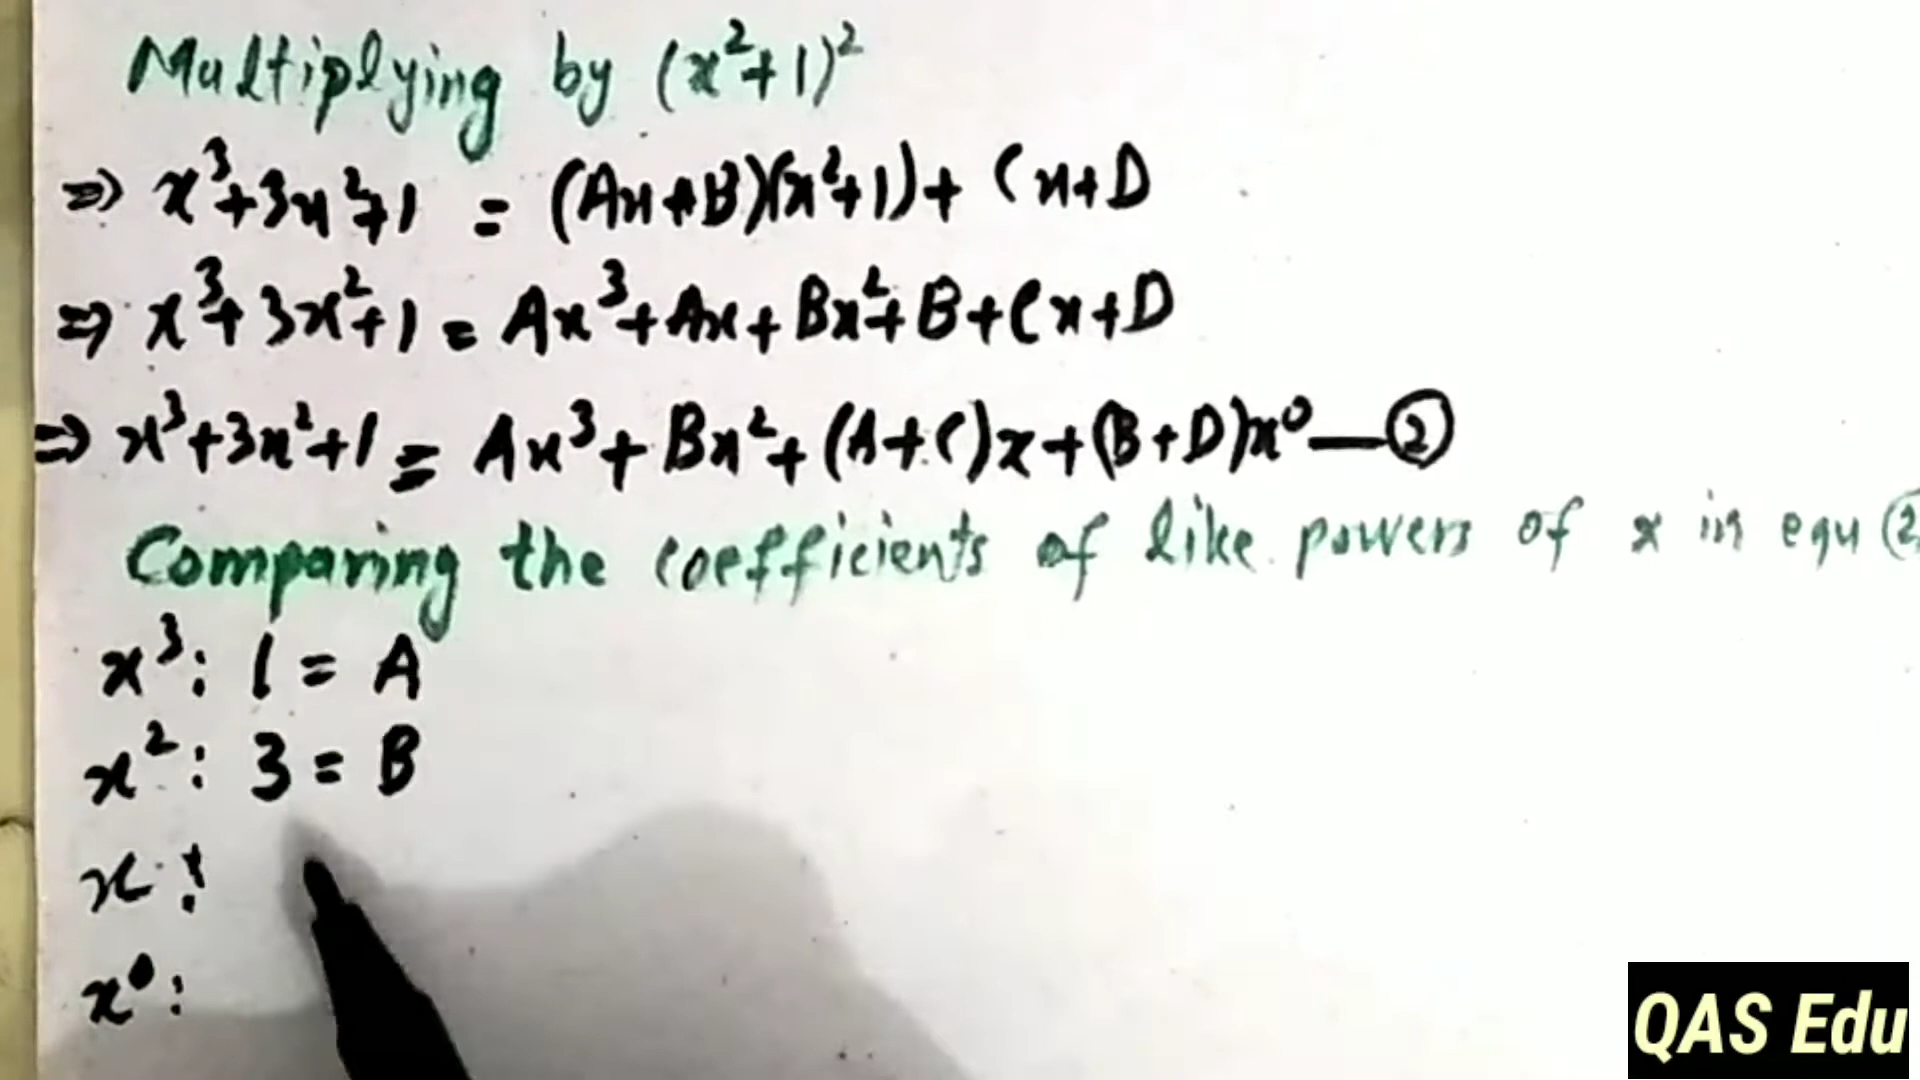 Multiplying by (x²+1)²
⇒ x³+3x²+1 = (Ax+B)(x²+1)+ Cx+D
⇒ x³+3x²+1 = Ax³+Ax+Bx²+B+Cx+D
⇒ x³+3x²+1 = Ax³+Bx²+(A+C)x+(B+D)x⁰—②
Comparing the coefficients of like powers of x in equ ②
x³: 1 = A
x²: 3 = B
x:
x⁰:
QAS Edu